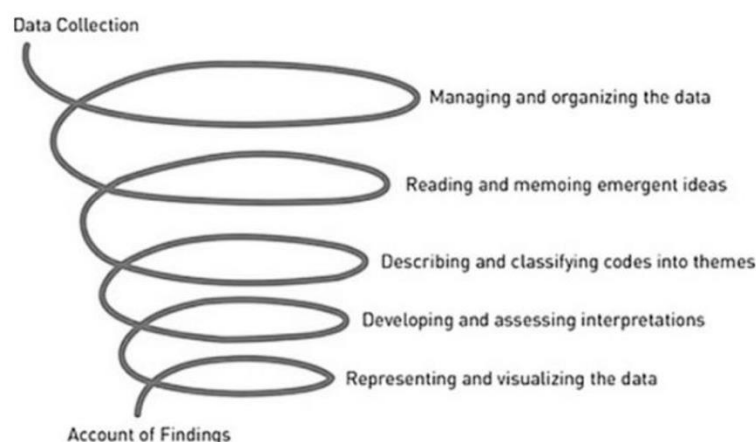 Data Collection
Managing and organizing the data
Reading and memoing emergent ideas
Describing and classifying codes into themes
Developing and assessing interpretations
Representing and visualizing the data
Account of Findings